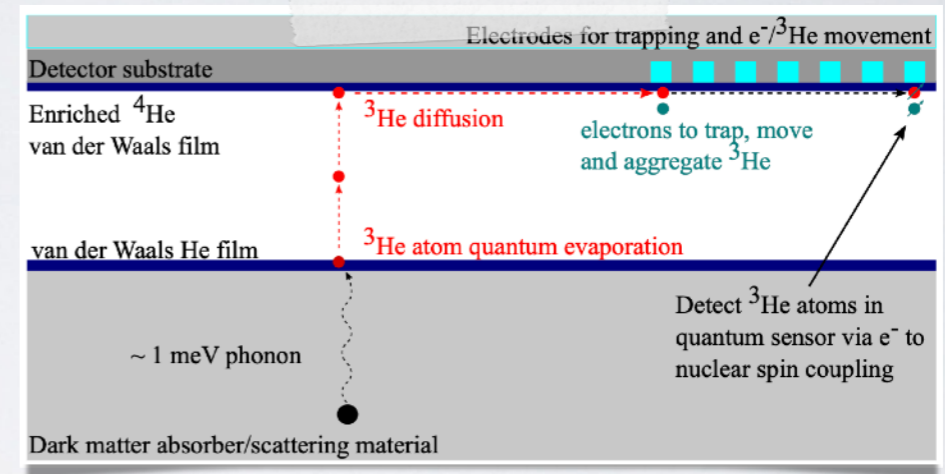 Electrodes for trapping and e⁻/³He movement
Detector substrate
Enriched ⁴He
van der Waals film
³He diffusion
electrons to trap, move
and aggregate ³He
van der Waals He film
³He atom quantum evaporation
Detect ³He atoms in
quantum sensor via e⁻ to
nuclear spin coupling
~ 1 meV phonon
Dark matter absorber/scattering material